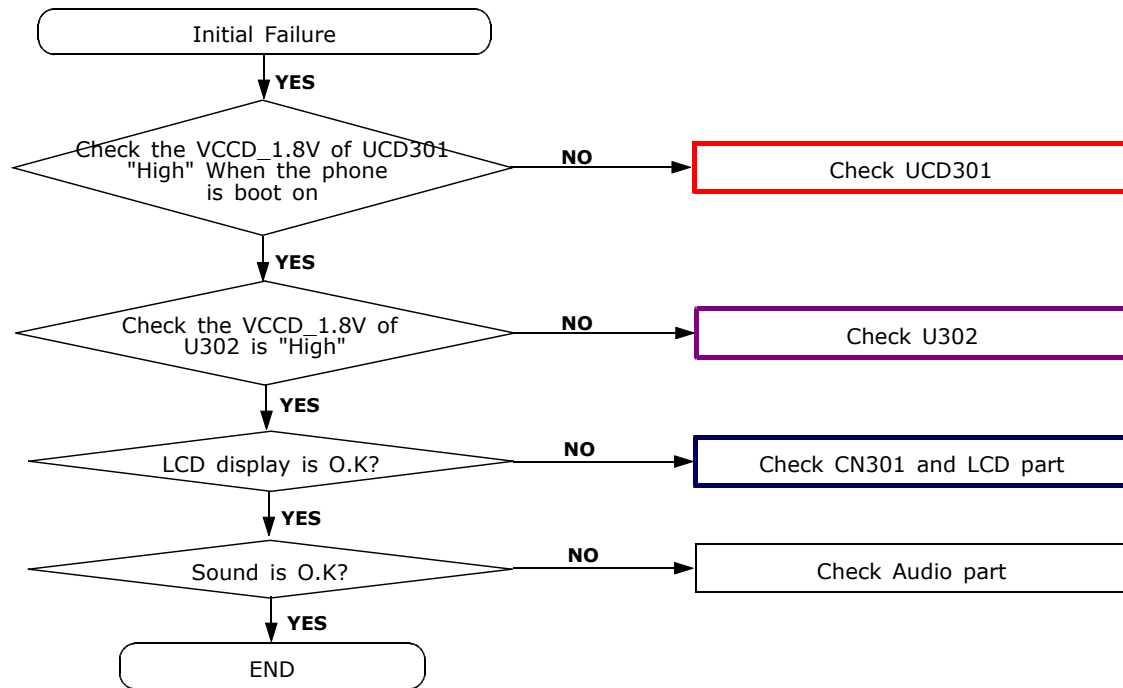 Initial Failure
YES
Check the VCCD_1.8V of UCD301
"High" When the phone
is boot on
NO
Check UCD301
YES
Check the VCCD_1.8V of
U302 is "High"
NO
Check U302
YES
LCD display is O.K?
NO
Check CN301 and LCD part
YES
Sound is O.K?
NO
Check Audio part
YES
END